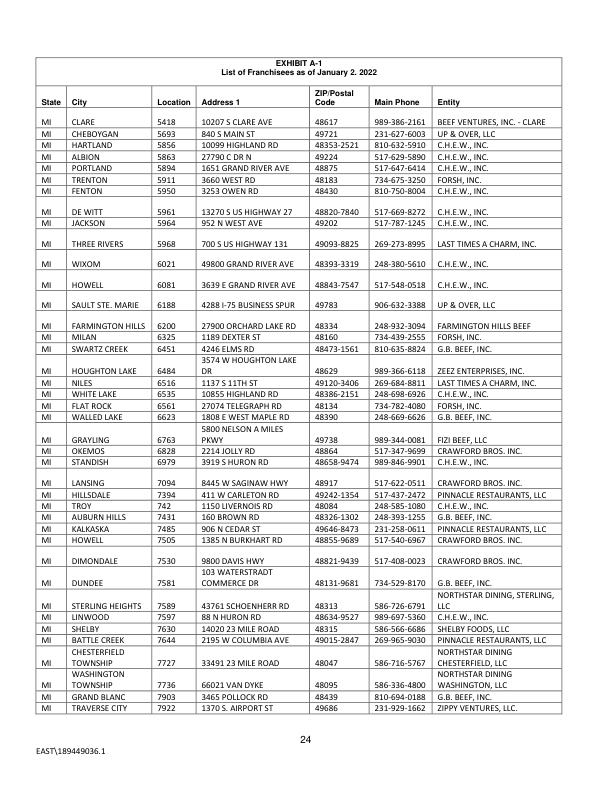 EXHIBIT A-1
List of Franchisees as of January 2. 2022
State City Location Address 1 ZIP/Postal Code Main Phone Entity
MI CLARE 5418 10207 S CLARE AVE 48617 989-386-2161 BEEF VENTURES, INC. - CLARE
MI CHEBOYGAN 5693 840 S MAIN ST 49721 231-627-6003 UP & OVER, LLC
MI HARTLAND 5856 10099 HIGHLAND RD 48353-2521 810-632-5910 C.H.E.W., INC.
MI ALBION 5863 27790 C DR N 49224 517-629-5890 C.H.E.W., INC.
MI PORTLAND 5894 1651 GRAND RIVER AVE 48875 517-647-6414 C.H.E.W., INC.
MI TRENTON 5911 3660 WEST RD 48183 734-675-3250 FORSH, INC.
MI FENTON 5950 3253 OWEN RD 48430 810-750-8004 C.H.E.W., INC.
MI DE WITT 5961 13270 S US HIGHWAY 27 48820-7840 517-669-8272 C.H.E.W., INC.
MI JACKSON 5964 952 N WEST AVE 49202 517-787-1245 C.H.E.W., INC.
MI THREE RIVERS 5968 700 S US HIGHWAY 131 49093-8825 269-273-8995 LAST TIMES A CHARM, INC.
MI WIXOM 6021 49800 GRAND RIVER AVE 48393-3319 248-380-5610 C.H.E.W., INC.
MI HOWELL 6081 3639 E GRAND RIVER AVE 48843-7547 517-548-0518 C.H.E.W., INC.
MI SAULT STE. MARIE 6188 4288 I-75 BUSINESS SPUR 49783 906-632-3388 UP & OVER, LLC
MI FARMINGTON HILLS 6200 27900 ORCHARD LAKE RD 48334 248-932-3094 FARMINGTON HILLS BEEF
MI MILAN 6325 1189 DEXTER ST 48160 734-439-2555 FORSH, INC.
MI SWARTZ CREEK 6451 4246 ELMS RD 48473-1561 810-635-8824 G.B. BEEF, INC.
3574 W HOUGHTON LAKE
MI HOUGHTON LAKE 6484 DR 48629 989-366-6118 ZEEZ ENTERPRISES, INC.
MI NILES 6516 1137 S 11TH ST 49120-3406 269-684-8811 LAST TIMES A CHARM, INC.
MI WHITE LAKE 6535 10855 HIGHLAND RD 48386-2151 248-698-6926 C.H.E.W., INC.
MI FLAT ROCK 6561 27074 TELEGRAPH RD 48134 734-782-4080 FORSH, INC.
MI WALLED LAKE 6623 1808 E WEST MAPLE RD 48390 248-669-6626 G.B. BEEF, INC.
5800 NELSON A MILES
MI GRAYLING 6763 PKWY 49738 989-344-0081 FIZI BEEF, LLC
MI OKEMOS 6828 2214 JOLLY RD 48864 517-347-9699 CRAWFORD BROS. INC.
MI STANDISH 6979 3919 S HURON RD 48658-9474 989-846-9901 C.H.E.W., INC.
MI LANSING 7094 8445 W SAGINAW HWY 48917 517-622-0511 CRAWFORD BROS. INC.
MI HILLSDALE 7394 411 W CARLETON RD 49242-1354 517-437-2472 PINNACLE RESTAURANTS, LLC
MI TROY 742 1150 LIVERNOIS RD 48084 248-585-1080 C.H.E.W., INC.
MI AUBURN HILLS 7431 160 BROWN RD 48326-1302 248-393-1255 G.B. BEEF, INC.
MI KALKASKA 7485 906 N CEDAR ST 49646-8473 231-258-0611 PINNACLE RESTAURANTS, LLC
MI HOWELL 7505 1385 N BURKHART RD 48855-9689 517-540-6967 CRAWFORD BROS. INC.
MI DIMONDALE 7530 9800 DAVIS HWY 48821-9439 517-408-0023 CRAWFORD BROS. INC.
103 WATERSTRADT
MI DUNDEE 7581 COMMERCE DR 48131-9681 734-529-8170 G.B. BEEF, INC.
NORTHSTAR DINING, STERLING,
MI STERLING HEIGHTS 7589 43761 SCHOENHERR RD 48313 586-726-6791 LLC
MI LINWOOD 7597 88 N HURON RD 48634-9527 989-697-5360 C.H.E.W., INC.
MI SHELBY 7630 14020 23 MILE ROAD 48315 586-566-6686 SHELBY FOODS, LLC
MI BATTLE CREEK 7644 2195 W COLUMBIA AVE 49015-2847 269-965-9030 PINNACLE RESTAURANTS, LLC
CHESTERFIELD NORTHSTAR DINING
MI TOWNSHIP 7727 33491 23 MILE ROAD 48047 586-716-5767 CHESTERFIELD, LLC
WASHINGTON NORTHSTAR DINING
MI TOWNSHIP 7736 66021 VAN DYKE 48095 586-336-4800 WASHINGTON, LLC
MI GRAND BLANC 7903 3465 POLLOCK RD 48439 810-694-0188 G.B. BEEF, INC.
MI TRAVERSE CITY 7922 1370 S. AIRPORT ST 49686 231-929-1662 ZIPPY VENTURES, LLC.
24
EAST\189449036.1